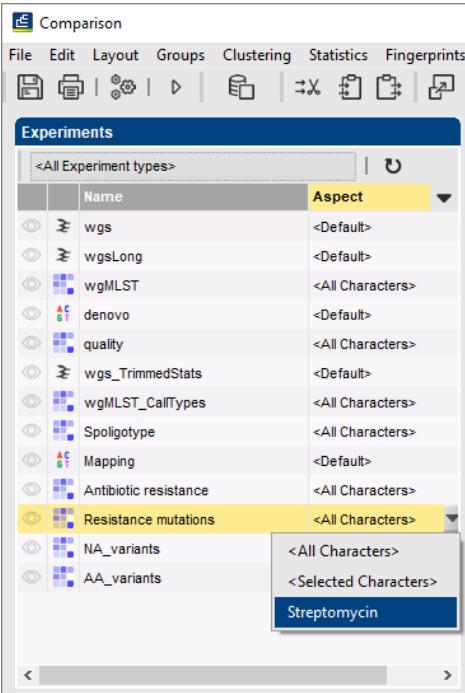 Comparison
File Edit Layout Groups Clustering Statistics Fingerprints
Experiments
<All Experiment types>
Name Aspect
wgs <Default>
wgsLong <Default>
wgMLST <All Characters>
denovo <Default>
quality <All Characters>
wgs_TrimmedStats <Default>
wgMLST_CallTypes <All Characters>
Spoligotype <All Characters>
Mapping <Default>
Antibiotic resistance <All Characters>
Resistance mutations <All Characters>
NA_variants
<All Characters>
AA_variants
<Selected Characters>
Streptomycin